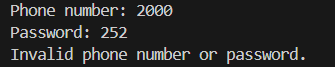 Phone number: 2000
Password: 252
Invalid phone number or password.